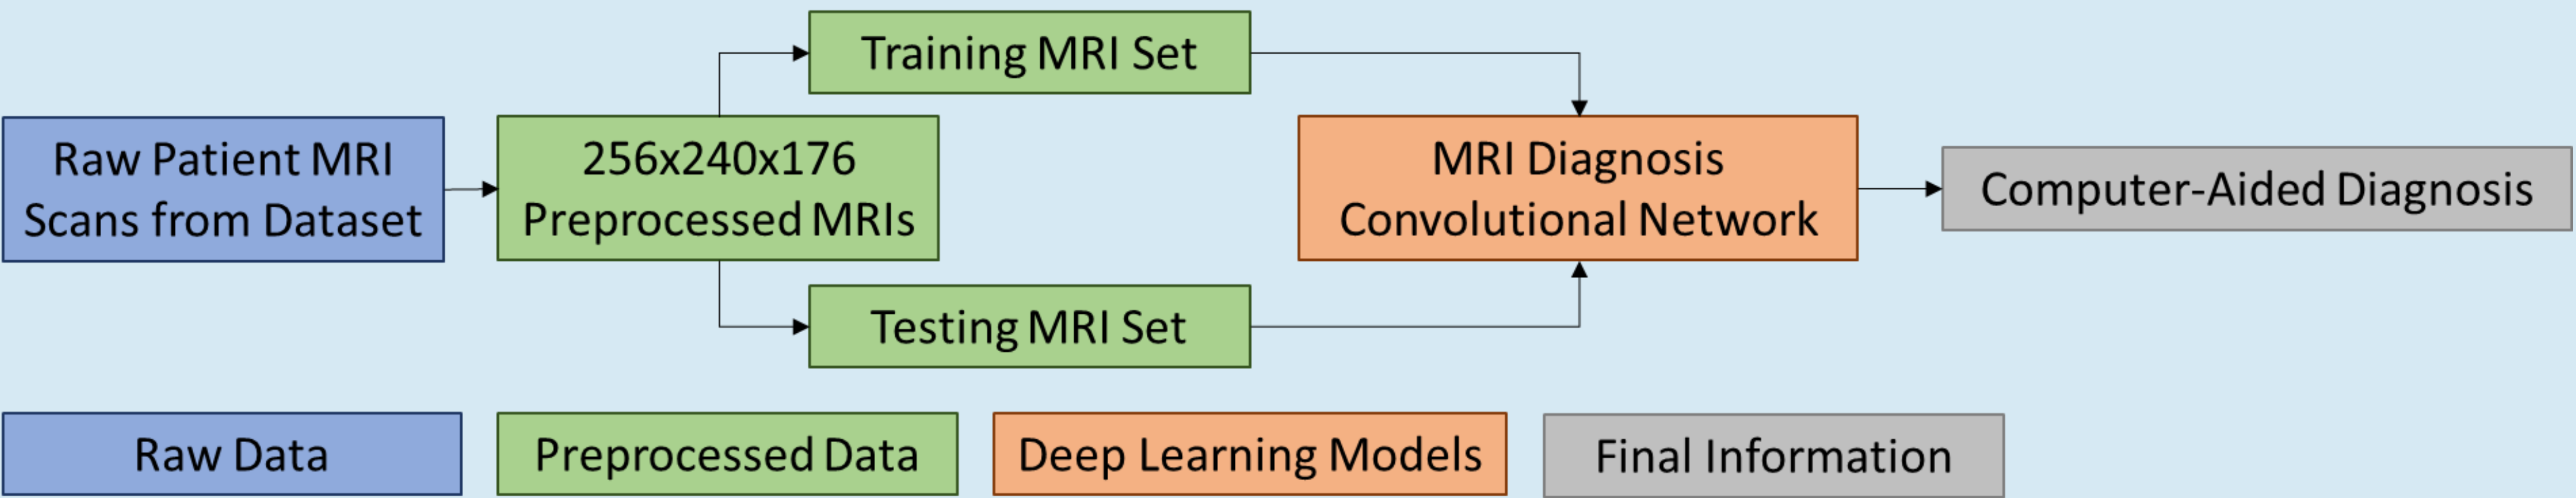 Training MRI Set
Raw Patient MRI
Scans from Dataset
256x240x176
Preprocessed MRIs
MRI Diagnosis
Convolutional Network
Computer-Aided Diagnosis
Testing MRI Set
Raw Data
Preprocessed Data
Deep Learning Models
Final Information